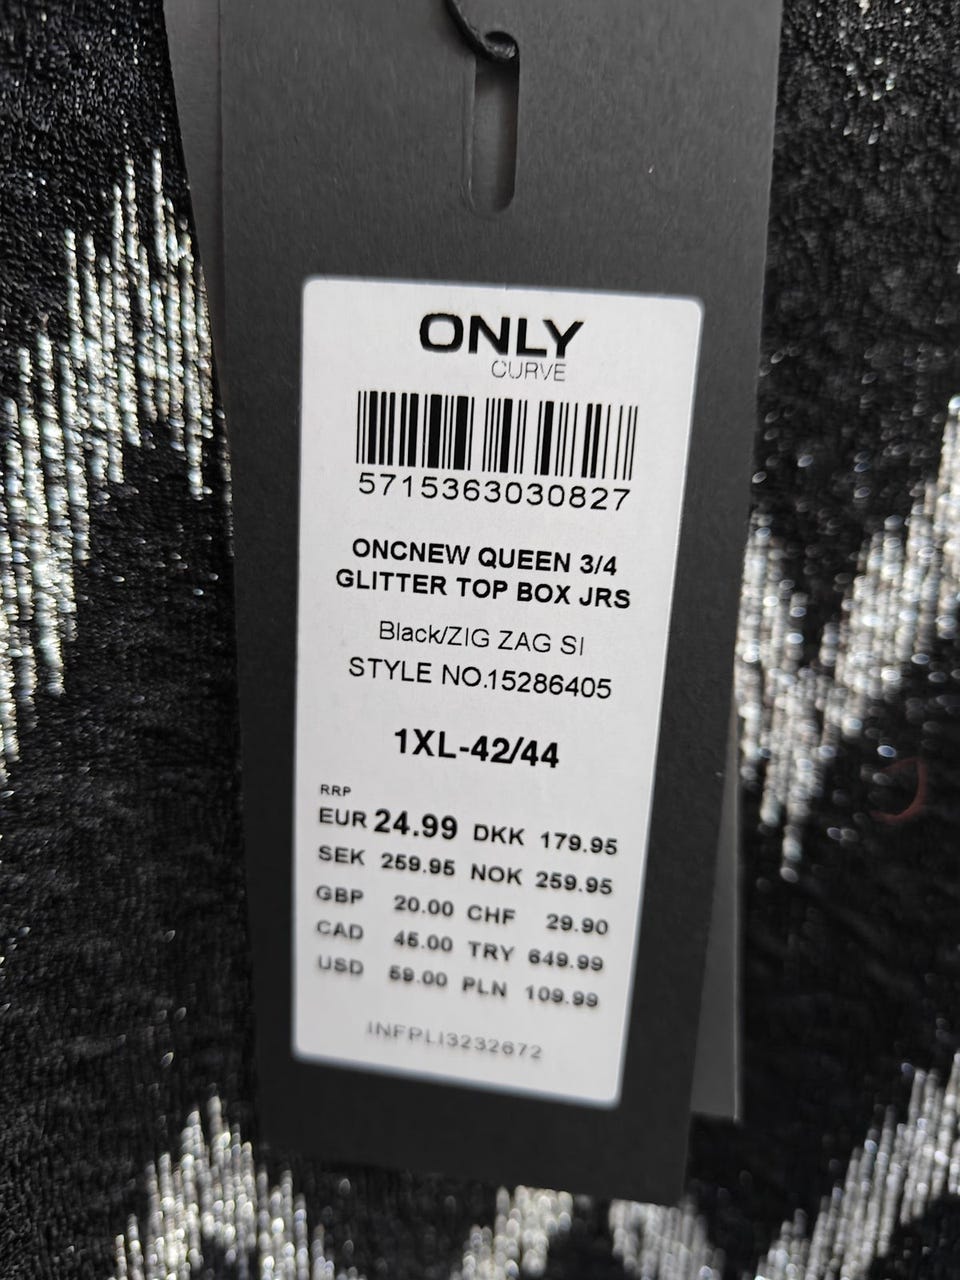 ONLY
CURVE
5715363030827
ONCNEW QUEEN 3/4
GLITTER TOP BOX JRS
Black/ZIG ZAG SI
STYLE NO.15286405
1XL-42/44
RRP
EUR 24.99 DKK 179.95
SEK 259.95 NOK 259.95
GBP 20.00 CHF 29.90
CAD 45.00 TRY 649.99
USD 59.00 PLN 109.99
INFPLI3232672